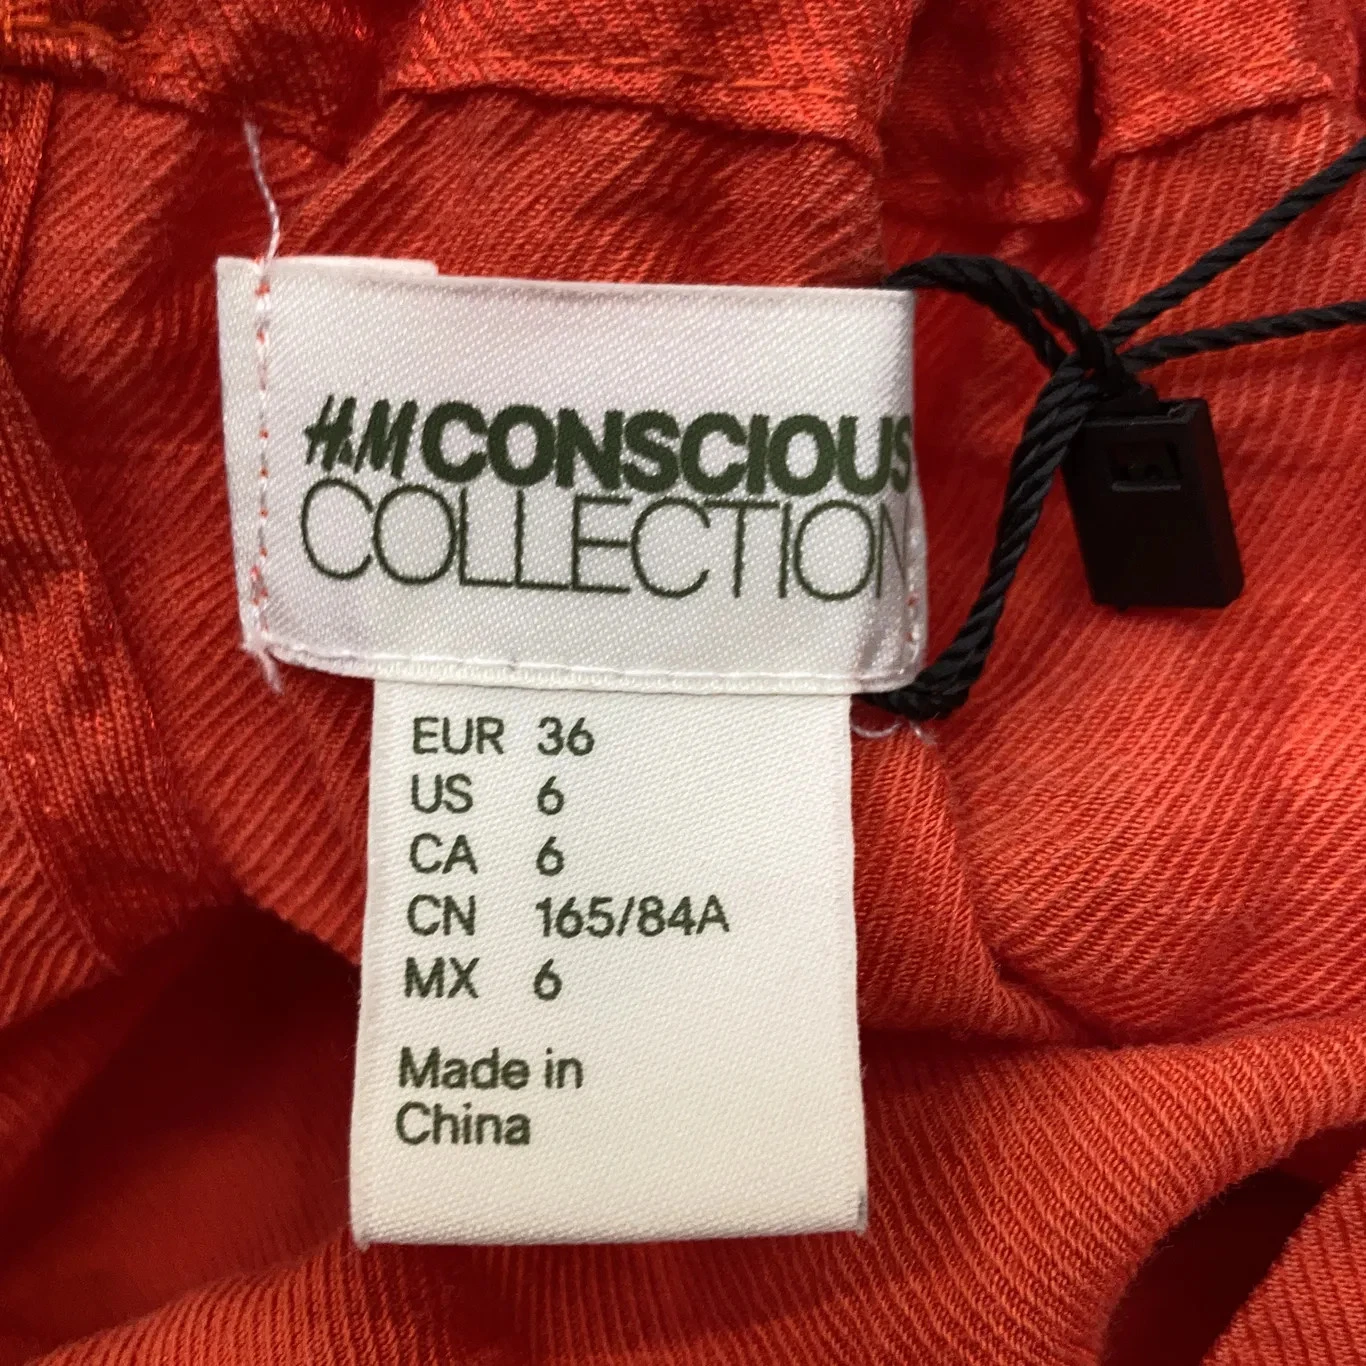 H&M CONSCIOUS
COLLECTION
EUR 36
US 6
CA 6
CN 165/84A
MX 6
Made in
China